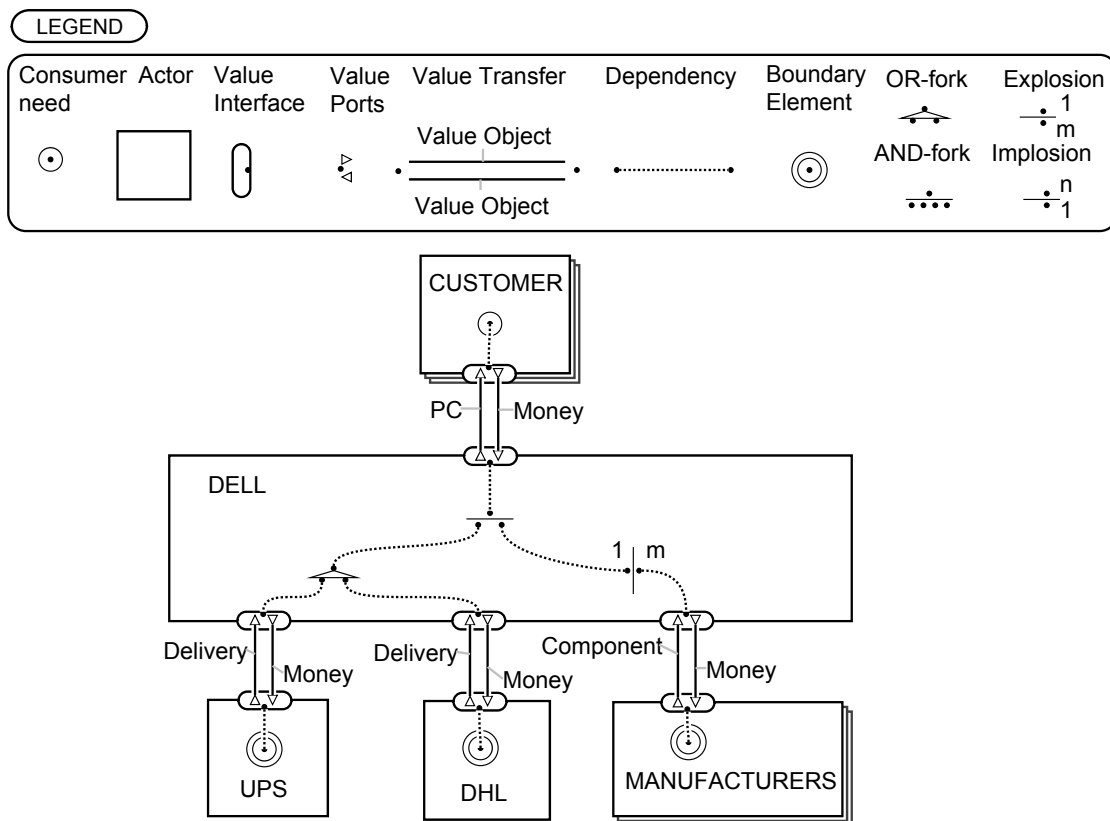 LEGEND
Consumer need
Actor
Value Interface
Value Ports
Value Transfer
Value Object
Value Object
Dependency
Boundary Element
OR-fork
AND-fork
Explosion
1
m
Implosion
n
1
CUSTOMER
PC
Money
DELL
1 m
Delivery
Money
Delivery
Money
Component
Money
UPS
DHL
MANUFACTURERS